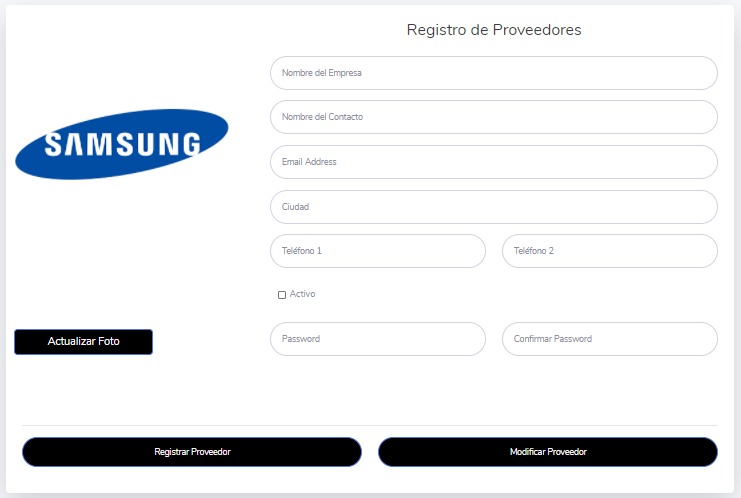 Registro de Proveedores
Nombre del Empresa
Nombre del Contacto
SAMSUNG
Email Address
Ciudad
Teléfono 1
Teléfono 2
Activo
Actualizar Foto
Password
Confirmar Password
Registrar Proveedor
Modificar Proveedor